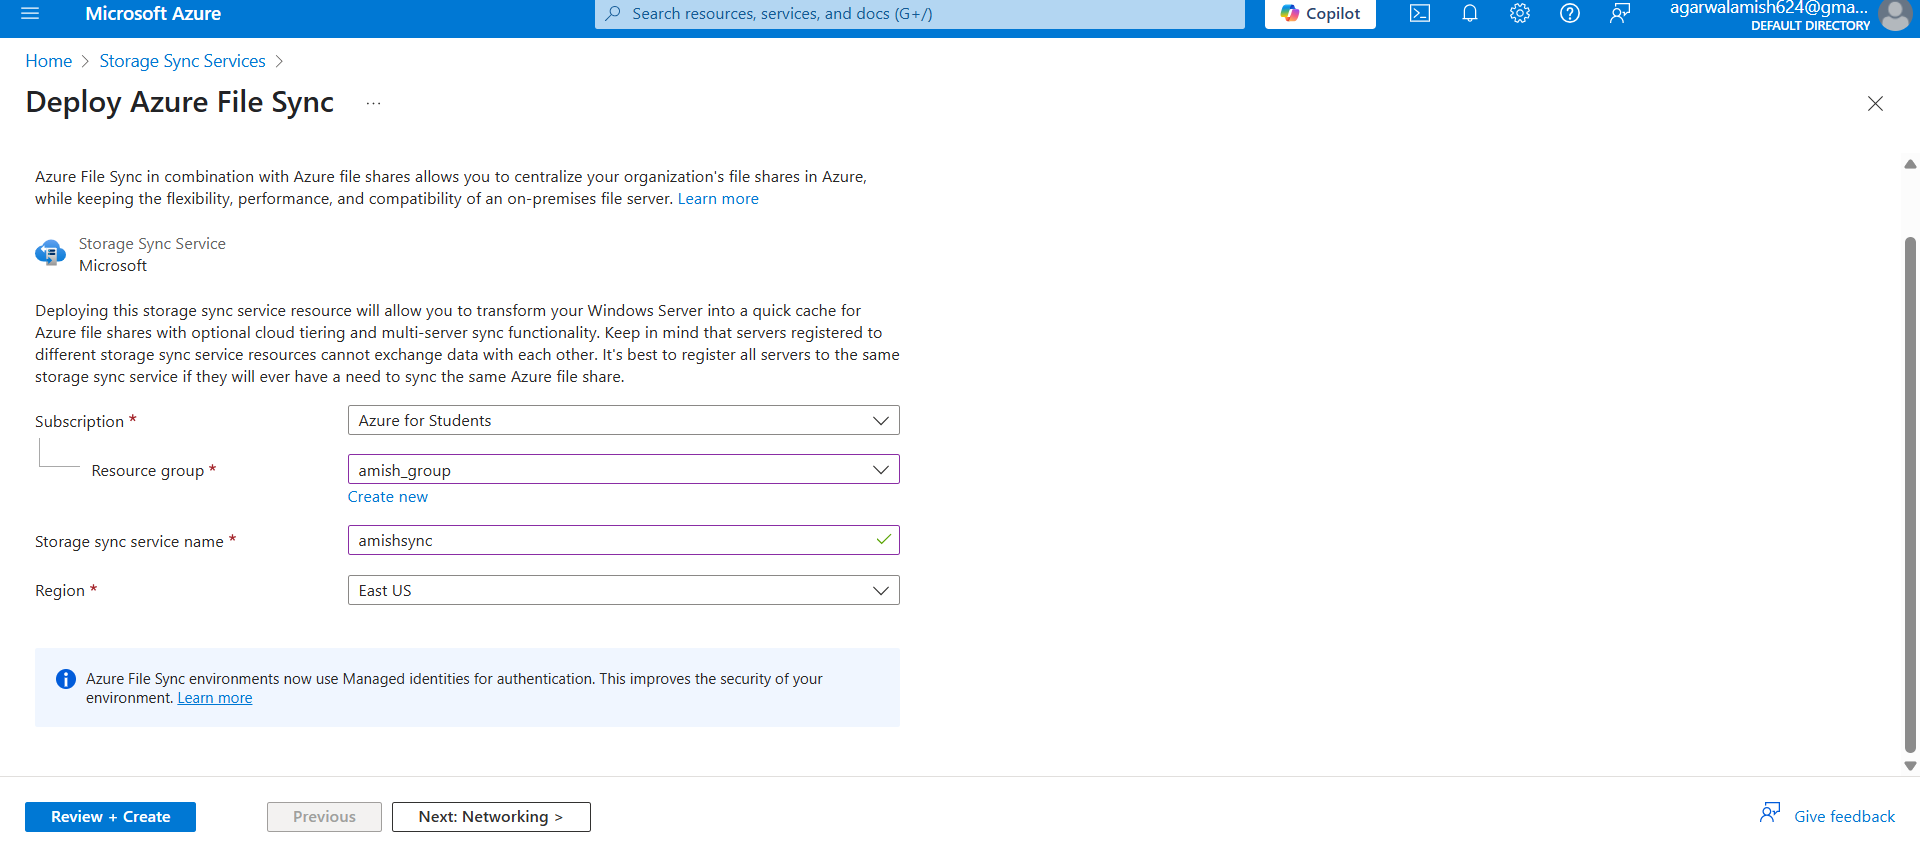 Microsoft Azure
Search resources, services, and docs (G+/)
Copilot
agarwalamish624@gma...
DEFAULT DIRECTORY
Home > Storage Sync Services >
Deploy Azure File Sync ...
Azure File Sync in combination with Azure file shares allows you to centralize your organization's file shares in Azure,
while keeping the flexibility, performance, and compatibility of an on-premises file server. Learn more
Storage Sync Service
Microsoft
Deploying this storage sync service resource will allow you to transform your Windows Server into a quick cache for
Azure file shares with optional cloud tiering and multi-server sync functionality. Keep in mind that servers registered to
different storage sync service resources cannot exchange data with each other. It's best to register all servers to the same
storage sync service if they will ever have a need to sync the same Azure file share.
Subscription * Azure for Students
Resource group * amish_group
Create new
Storage sync service name * amishsync
Region * East US
Azure File Sync environments now use Managed identities for authentication. This improves the security of your
environment. Learn more
Review + Create Previous Next: Networking > Give feedback